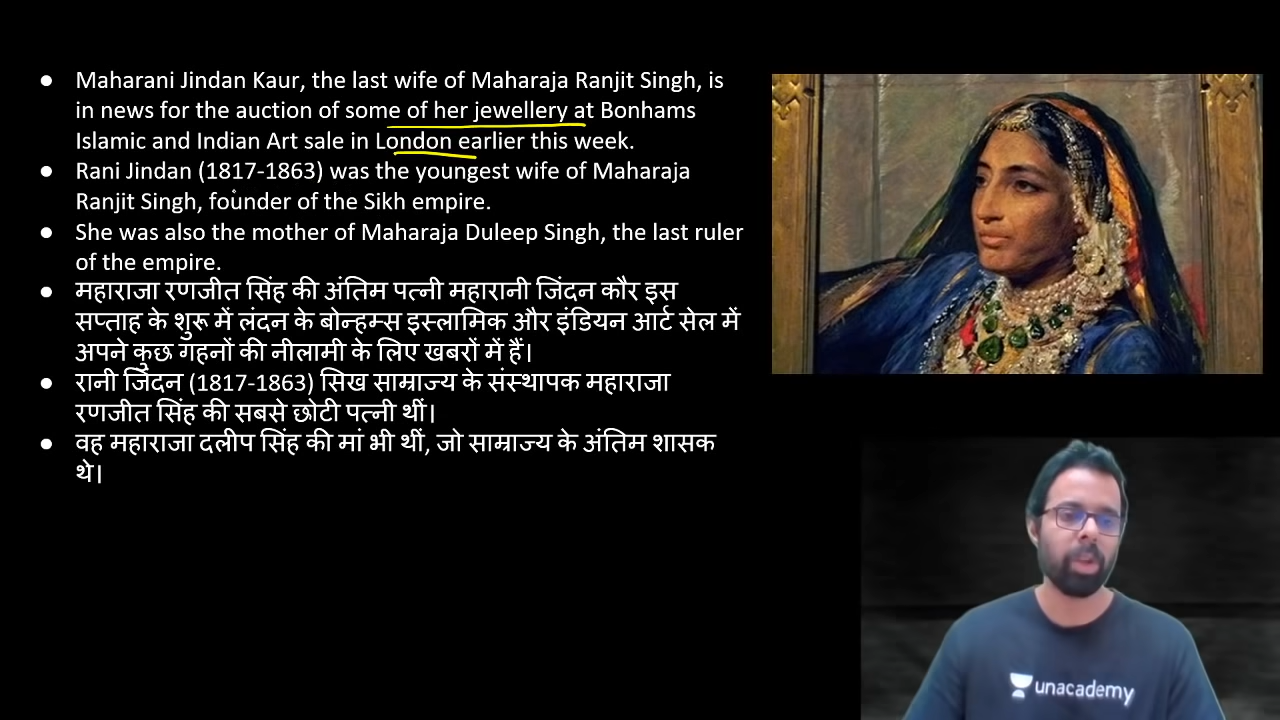 ● Maharani Jindan Kaur, the last wife of Maharaja Ranjit Singh, is
in news for the auction of some of her jewellery at Bonhams
Islamic and Indian Art sale in London earlier this week.
● Rani Jindan (1817-1863) was the youngest wife of Maharaja
Ranjit Singh, founder of the Sikh empire.
● She was also the mother of Maharaja Duleep Singh, the last ruler
of the empire.
● महाराजा रणजीत सिंह की अंतिम पत्नी महारानी जिंदन कौर इस
सप्ताह के शुरू में लंदन के बोन्हम्स इस्लामिक और इंडियन आर्ट सेल में
अपने कुछ गहनों की नीलामी के लिए खबरों में हैं।
● रानी जिंदन (1817-1863) सिख साम्राज्य के संस्थापक महाराजा
रणजीत सिंह की सबसे छोटी पत्नी थीं।
● वह महाराजा दलीप सिंह की मां भी थीं, जो साम्राज्य के अंतिम शासक
थे।
unacademy